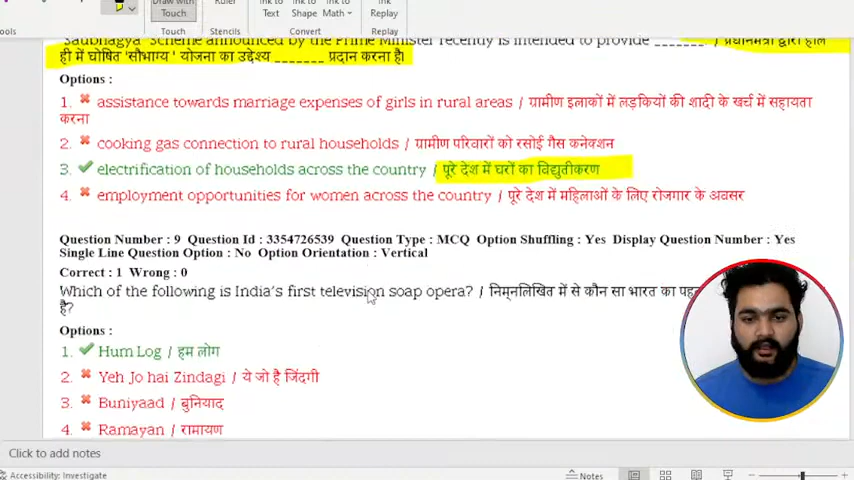 Draw with Touch
Ruler
Ink to Text
Ink to Shape
Ink to Math
Ink Replay
Touch
Stencils
Convert
Replay
'Saubhagya' Scheme announced by the Prime Minister recently is intended to provide _______ / प्रधानमंत्री द्वारा हाल
ही में घोषित 'सौभाग्य' योजना का उद्देश्य _______ प्रदान करना है।
Options :
1. assistance towards marriage expenses of girls in rural areas / ग्रामीण इलाकों में लड़कियों की शादी के खर्च में सहायता
करना
2. cooking gas connection to rural households / ग्रामीण परिवारों को रसोई गैस कनेक्शन
3. electrification of households across the country / पूरे देश में घरों का विद्युतीकरण
4. employment opportunities for women across the country / पूरे देश में महिलाओं के लिए रोजगार के अवसर
Question Number : 9 Question Id : 3354726539 Question Type : MCQ Option Shuffling : Yes Display Question Number : Yes
Single Line Question Option : No Option Orientation : Vertical
Correct : 1 Wrong : 0
Which of the following is India's first television soap opera? / निम्नलिखित में से कौन सा भारत का
है?
Options :
1. Hum Log / हम लोग
2. Yeh Jo hai Zindagi / ये जो है जिंदगी
3. Buniyaad / बुनियाद
4. Ramayan / रामायण
Click to add notes
Accessibility: Investigate
Notes